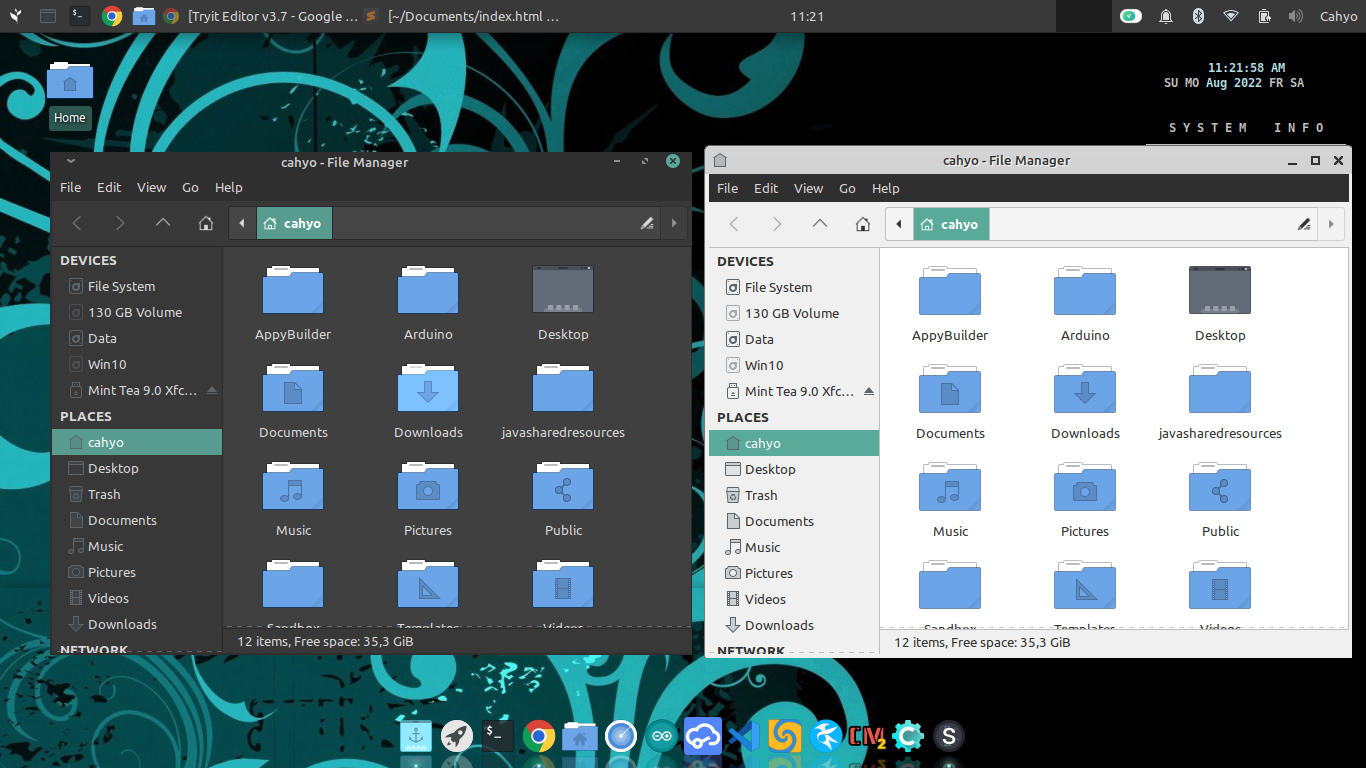 [Tryit Editor v3.7 - Google ...
[~/Documents/index.html ...
11:21
Cahyo
Home
11:21:58 AM
SU MO Aug 2022 FR SA
SYSTEM INFO
cahyo - File Manager
File Edit View Go Help
cahyo
DEVICES
File System
130 GB Volume
Data
Win10
Mint Tea 9.0 Xfc...
PLACES
cahyo
Desktop
Trash
Documents
Music
Pictures
Videos
Downloads
NETWORK
AppyBuilder Arduino Desktop
Documents Downloads javasharedresources
Music Pictures Public
Sandbox Templates Videos
12 items, Free space: 35,3 GiB
cahyo - File Manager
File Edit View Go Help
cahyo
DEVICES
File System
130 GB Volume
Data
Win10
Mint Tea 9.0 Xfc...
PLACES
cahyo
Desktop
Trash
Documents
Music
Pictures
Videos
Downloads
NETWORK
AppyBuilder Arduino Desktop
Documents Downloads javasharedresources
Music Pictures Public
Sandbox Templates Videos
12 items, Free space: 35,3 GiB